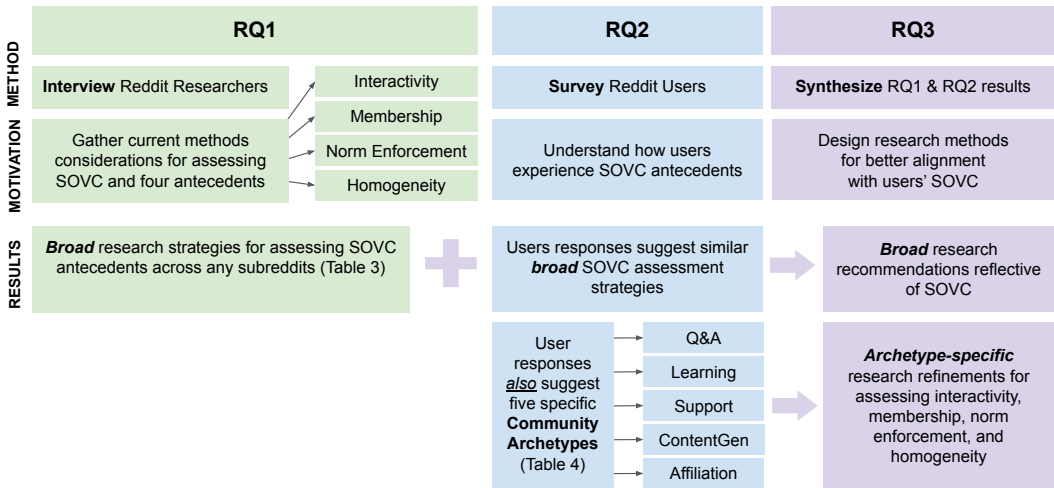 RQ1
RQ2
RQ3
METHOD
Interview Reddit Researchers
Interactivity
Membership
Norm Enforcement
Homogeneity
Survey Reddit Users
Synthesize RQ1 & RQ2 results
MOTIVATION
Gather current methods
considerations for assessing
SOVC and four antecedents
Understand how users
experience SOVC antecedents
Design research methods
for better alignment
with users' SOVC
RESULTS
Broad research strategies for assessing SOVC
antecedents across any subreddits (Table 3)
Users responses suggest similar
broad SOVC assessment
strategies
Broad research
recommendations reflective
of SOVC
User
responses
also suggest
five specific
Community
Archetypes
(Table 4)
Q&A
Learning
Support
ContentGen
Affiliation
Archetype-specific
research refinements for
assessing interactivity,
membership, norm
enforcement, and
homogeneity